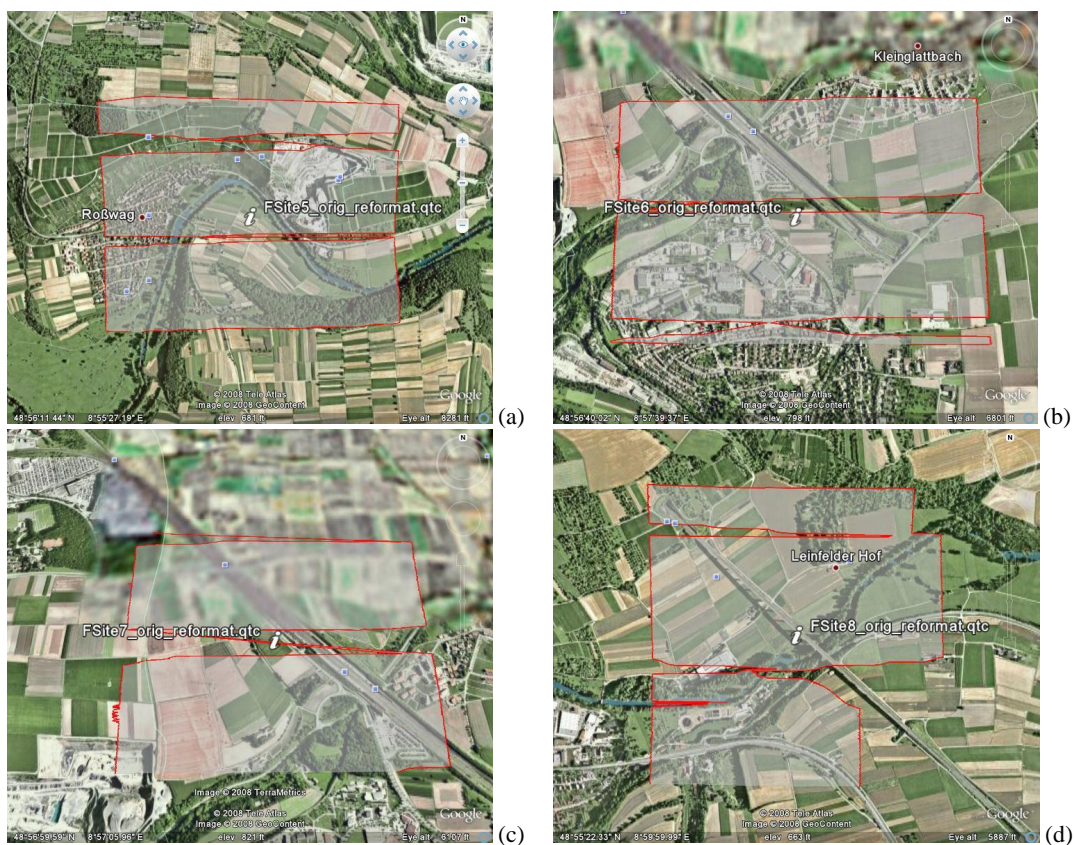 N
Roßwag
FSite5_orig_reformat.qtc
© 2008 Tele Atlas
Image © 2008 GeoContent
Google
48°56'11.44" N 8°55'27.19" E elev 681 ft Eye alt 8281 ft
(a)
N
Kleinglattbach
FSite6_orig_reformat.qtc
© 2008 Tele Atlas
Image © 2008 GeoContent
Google
48°56'40.02" N 8°57'39.37" E elev 798 ft Eye alt 6801 ft
(b)
N
FSite7_orig_reformat.qtc
Image © 2008 TerraMetrics
© 2008 Tele Atlas
Image © 2008 GeoContent
Google
48°56'59.59" N 8°57'05.96" E elev 821 ft Eye alt 6107 ft
(c)
N
Leinfelder Hof
FSite8_orig_reformat.qtc
© 2008 Tele Atlas
Image © 2008 GeoContent
Google
48°55'22.33" N 8°59'59.99" E elev 663 ft Eye alt 5887 ft
(d)